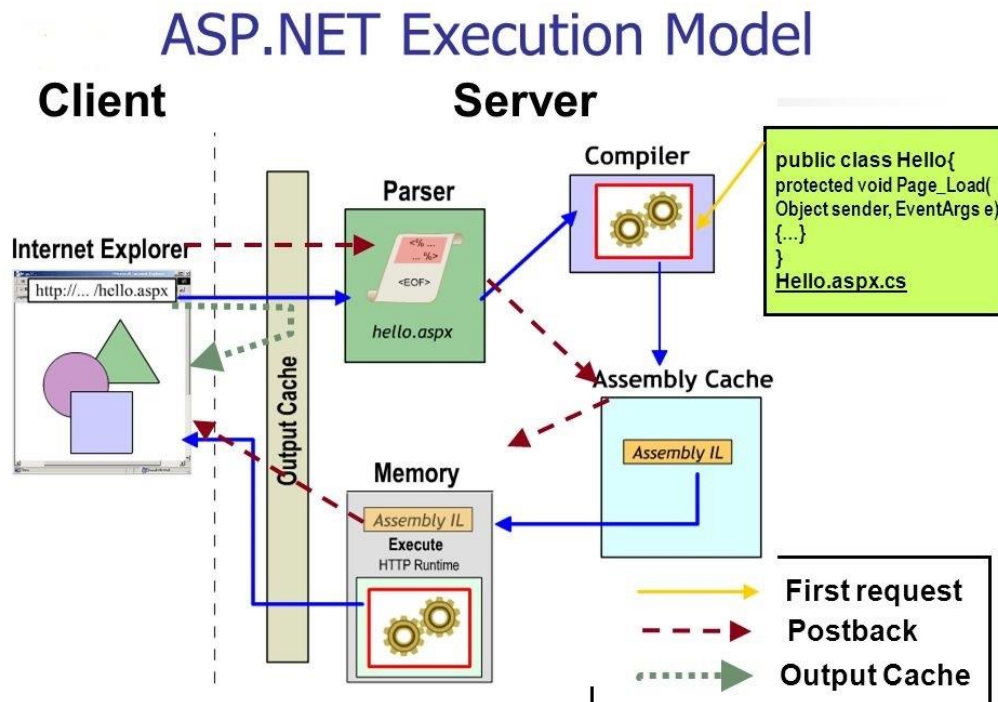 ASP.NET Execution Model
Client
Server
Compiler
public class Hello{
protected void Page_Load(
Object sender, EventArgs e)
{...}
}
Hello.aspx.cs
Parser
<% ...
... %>
<EOF>
hello.aspx
Internet Explorer
http://... /hello.aspx
Output Cache
Assembly Cache
Assembly IL
Memory
Assembly IL
Execute
HTTP Runtime
First request
Postback
Output Cache